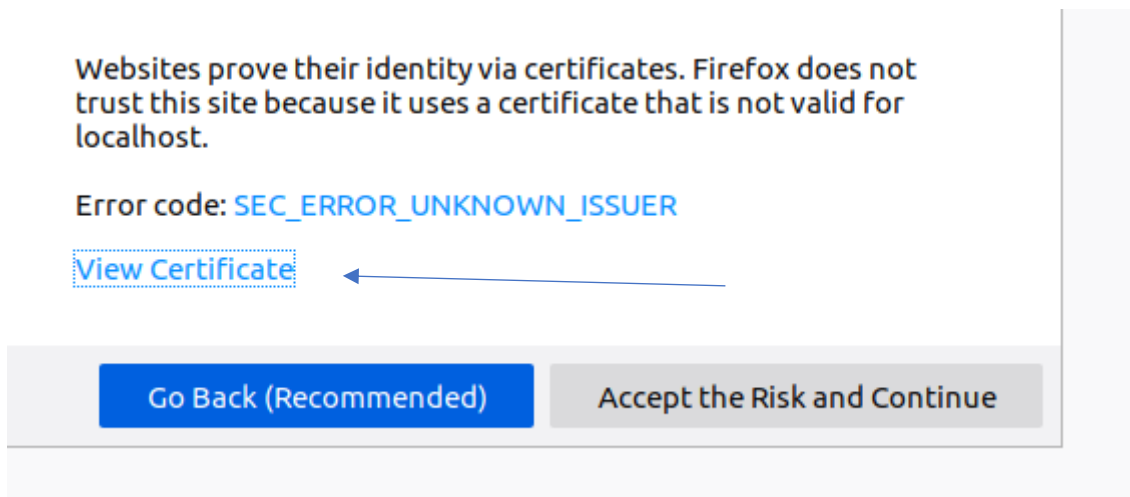 Websites prove their identity via certificates. Firefox does not
trust this site because it uses a certificate that is not valid for
localhost.
Error code: SEC_ERROR_UNKNOWN_ISSUER
View Certificate
Go Back (Recommended)
Accept the Risk and Continue